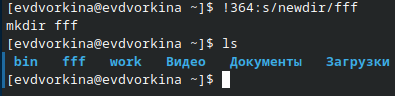 [evdvorkina@evdvorkina ~]$ !364:s/newdir/fff
mkdir fff
[evdvorkina@evdvorkina ~]$ ls
bin fff work Видео Документы Загрузки
[evdvorkina@evdvorkina ~]$